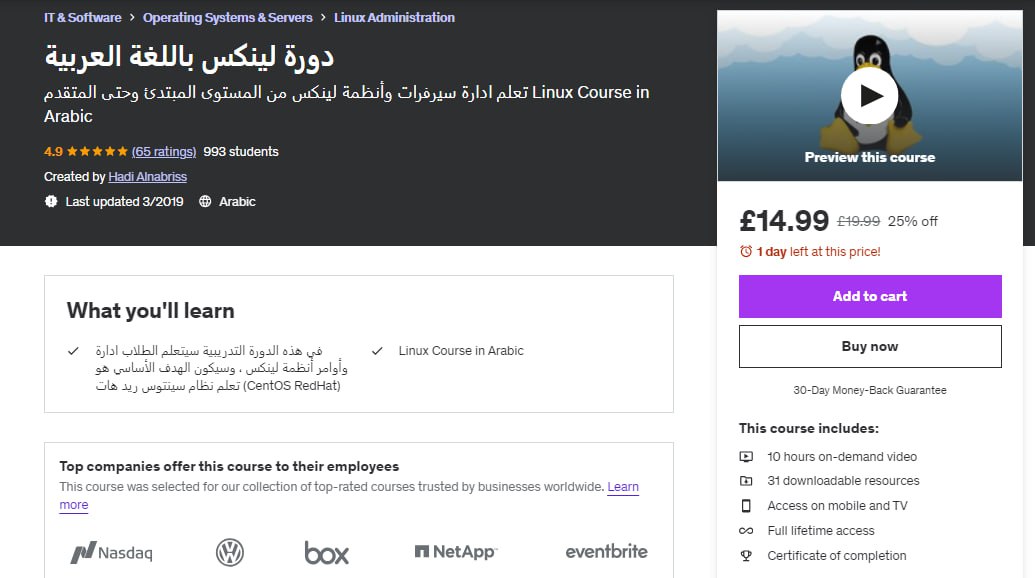 IT & Software > Operating Systems & Servers > Linux Administration
دورة لينكس باللغة العربية
تعلم ادارة سيرفرات وأنظمة لينكس من المستوى المبتدئ وحتى المتقدم Linux Course in
Arabic
4.9 (65 ratings) 993 students
Created by Hadi Alnabriss
Last updated 3/2019 Arabic
Preview this course
£14.99 £19.99 25% off
1 day left at this price!
Add to cart
Buy now
30-Day Money-Back Guarantee
This course includes:
10 hours on-demand video
31 downloadable resources
Access on mobile and TV
Full lifetime access
Certificate of completion
What you'll learn
في هذه الدورة التدريبية سيتعلم الطلاب ادارة
وأوامر أنظمة لينكس ، وسيكون الهدف الأساسي هو
تعلم نظام سينتوس ريد هات (CentOS RedHat)
Linux Course in Arabic
Top companies offer this course to their employees
This course was selected for our collection of top-rated courses trusted by businesses worldwide. Learn
more
Nasdaq
box
NetApp
eventbrite